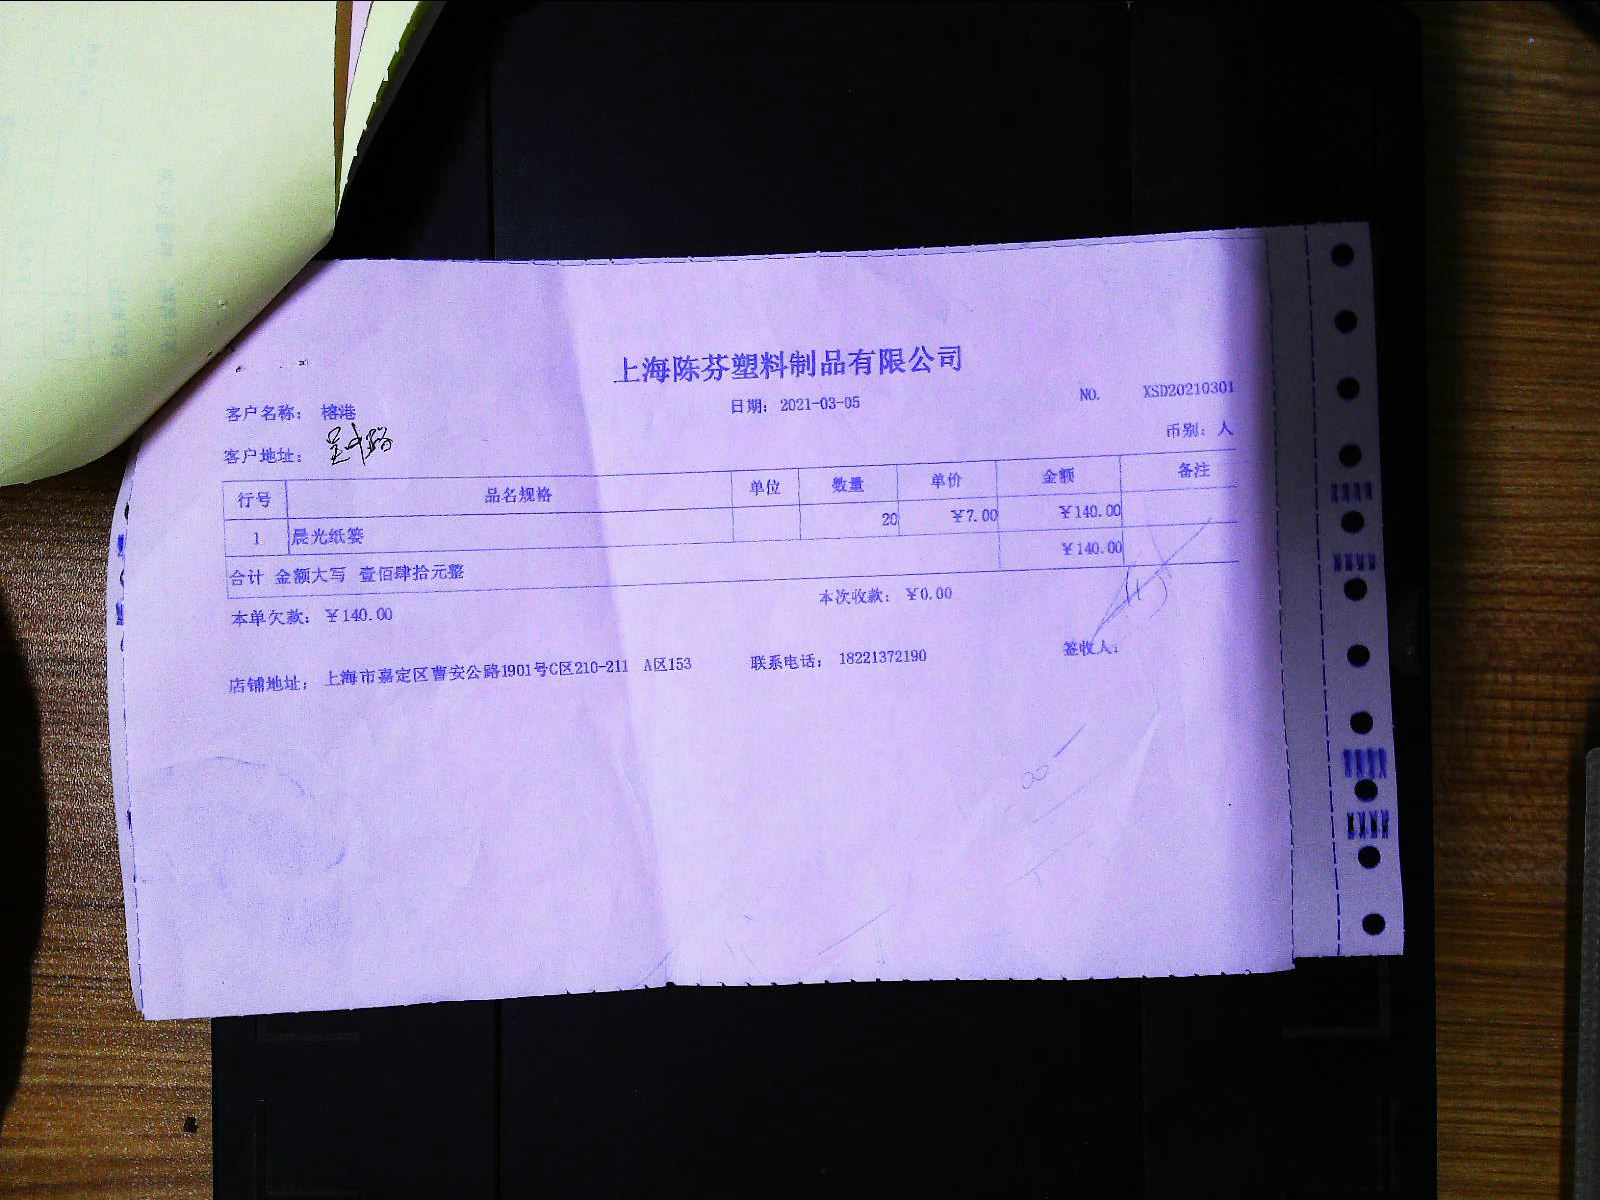 上海陈芬塑料制品有限公司
客户名称： 榕港 日期：2021-03-05 NO. XSD20210301
客户地址： 币别：人
行号 品名规格 单位 数量 单价 金额 备注
1 晨光纸篓 20 ￥7.00 ￥140.00
合计 金额大写 壹佰肆拾元整 ￥140.00
本单欠款：￥140.00 本次收款：￥0.00
店铺地址： 上海市嘉定区曹安公路1901号C区210-211 A区153 联系电话： 18221372190 签收人：